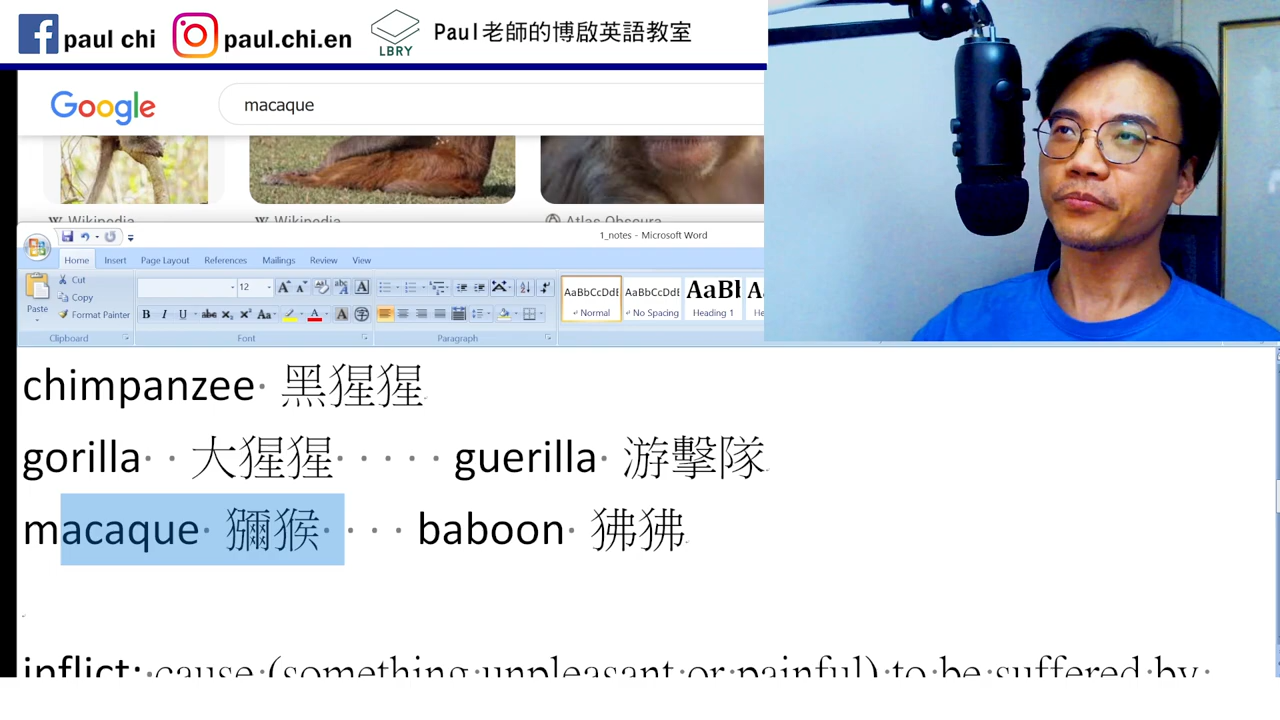 paul chi
paul.chi.en
LBRY
Paul老師的博啟英語教室
Google
macaque
Wikipedia
Wikipedia
Atlas Obscura
1_notes - Microsoft Word
Home Insert Page Layout References Mailings Review View
Paste
Cut
Copy
Format Painter
Clipboard
12
Font
Paragraph
AaBbCcDdE
Normal
AaBbCcDdE
No Spacing
AaBb
Heading 1
chimpanzee 黑猩猩
gorilla 大猩猩 guerilla 游擊隊
macaque 獼猴 baboon 狒狒
inflict: cause (something unpleasant or painful) to be suffered by